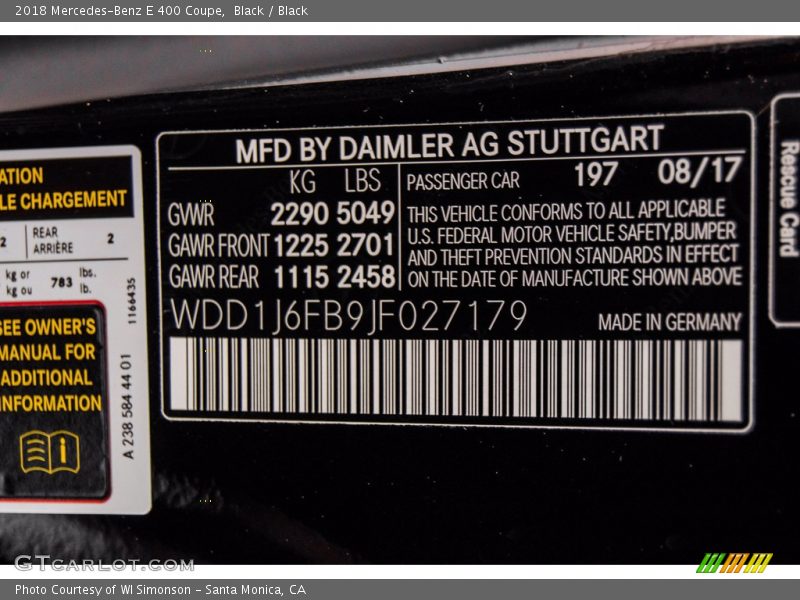 2018 Mercedes-Benz E 400 Coupe,  Black / Black
ATION
LE CHARGEMENT
2 REAR ARRIÈRE 2
kg or kg ou 783 lbs. lb.
SEE OWNER'S
MANUAL FOR
ADDITIONAL
INFORMATION
1166435
A 238 584 44 01
MFD BY DAIMLER AG STUTTGART
KG LBS
GWWR 2290 5049
GAWR FRONT 1225 2701
GAWR REAR 1115 2458
PASSENGER CAR 197 08/17
THIS VEHICLE CONFORMS TO ALL APPLICABLE
U.S. FEDERAL MOTOR VEHICLE SAFETY,BUMPER
AND THEFT PREVENTION STANDARDS IN EFFECT
ON THE DATE OF MANUFACTURE SHOWN ABOVE
WDD1J6FB9JF027179 MADE IN GERMANY
Rescue Card
GTcarlot.com
Photo Courtesy of WI Simonson - Santa Monica, CA